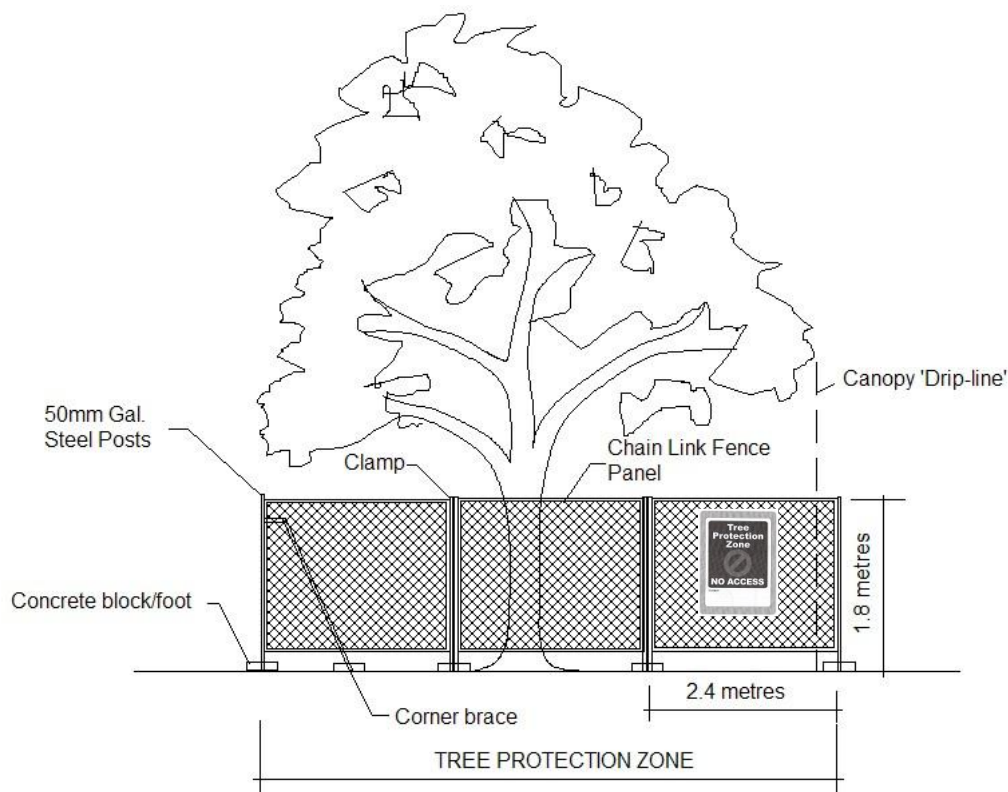 Canopy 'Drip-line'
50mm Gal.
Steel Posts
Clamp
Chain Link Fence
Panel
Tree
Protection
Zone
NO ACCESS
1.8 metres
Concrete block/foot
2.4 metres
Corner brace
TREE PROTECTION ZONE